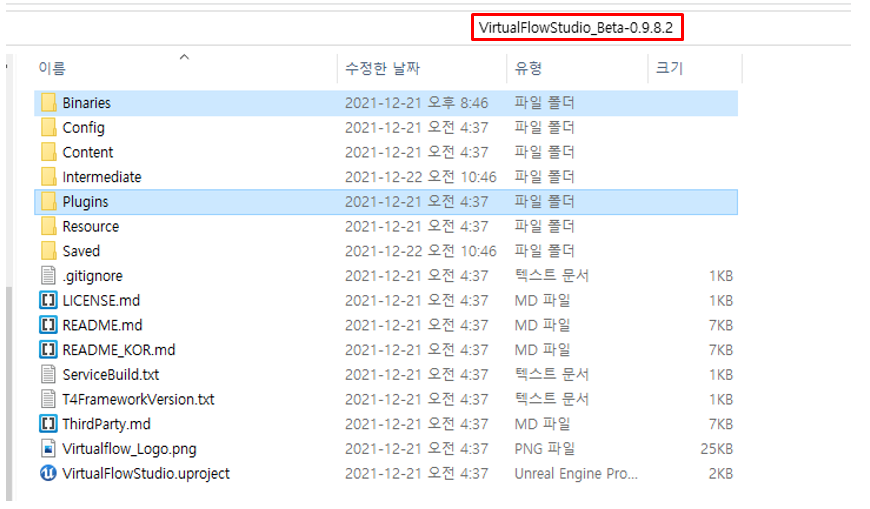 VirtualFlowStudio_Beta-0.9.8.2
이름 수정한 날짜 유형 크기
Binaries 2021-12-21 오후 8:46 파일 폴더
Config 2021-12-21 오전 4:37 파일 폴더
Content 2021-12-21 오전 4:37 파일 폴더
Intermediate 2021-12-22 오전 10:46 파일 폴더
Plugins 2021-12-21 오전 4:37 파일 폴더
Resource 2021-12-21 오전 4:37 파일 폴더
Saved 2021-12-22 오전 10:46 파일 폴더
.gitignore 2021-12-21 오전 4:37 텍스트 문서 1KB
LICENSE.md 2021-12-21 오전 4:37 MD 파일 1KB
README.md 2021-12-21 오전 4:37 MD 파일 7KB
README_KOR.md 2021-12-21 오전 4:37 MD 파일 7KB
ServiceBuild.txt 2021-12-21 오전 4:37 텍스트 문서 1KB
T4FrameworkVersion.txt 2021-12-21 오전 4:37 텍스트 문서 1KB
ThirdParty.md 2021-12-21 오전 4:37 MD 파일 7KB
Virtualflow_Logo.png 2021-12-21 오전 4:37 PNG 파일 25KB
VirtualFlowStudio.uproject 2021-12-21 오전 4:37 Unreal Engine Pro... 2KB